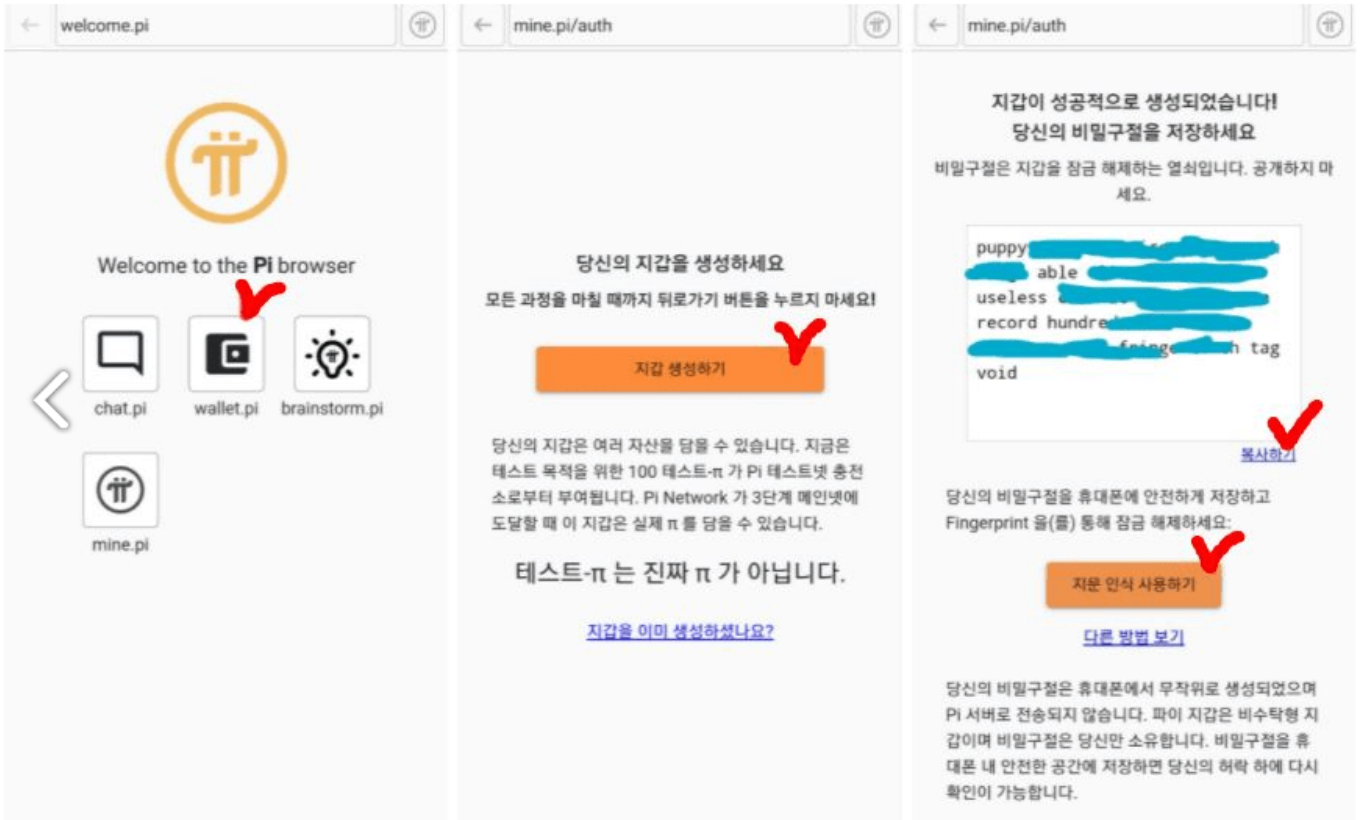 welcome.pi
Welcome to the Pi browser
chat.pi
wallet.pi
brainstorm.pi
mine.pi
mine.pi/auth
당신의 지갑을 생성하세요
모든 과정을 마칠 때까지 뒤로가기 버튼을 누르지 마세요!
지갑 생성하기
당신의 지갑은 여러 자산을 담을 수 있습니다. 지금은
테스트 목적을 위한 100 테스트-π 가 Pi 테스트넷 충전
소로부터 부여됩니다. Pi Network 가 3단계 메인넷에
도달할 때 이 지갑은 실제 π 를 담을 수 있습니다.
테스트-π 는 진짜 π 가 아닙니다.
지갑을 이미 생성하셨나요?
mine.pi/auth
지갑이 성공적으로 생성되었습니다!
당신의 비밀구절을 저장하세요
비밀구절은 지갑을 잠금 해제하는 열쇠입니다. 공개하지 마
세요.
puppy
able
useless
record
tag
void
복사하기
당신의 비밀구절을 휴대폰에 안전하게 저장하고
Fingerprint 을(를) 통해 잠금 해제하세요:
지문 인식 사용하기
다른 방법 보기
당신의 비밀구절은 휴대폰에서 무작위로 생성되었으며
Pi 서버로 전송되지 않습니다. 파이 지갑은 비수탁형 지
갑이며 비밀구절은 당신만 소유합니다. 비밀구절을 휴
대폰 내 안전한 공간에 저장하면 당신의 허락 하에 다시
확인이 가능합니다.